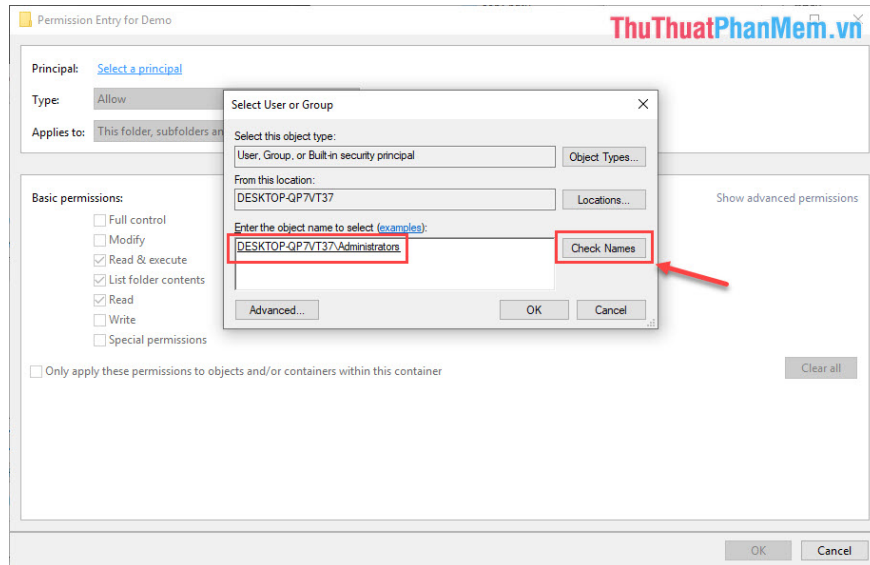 Permission Entry for Demo
ThuThuatPhanMem.vn
Principal: Select a principal
Type: Allow
Applies to: This folder, subfolders an
Select User or Group
Select this object type:
User, Group, or Built-in security principal
Object Types...
From this location:
DESKTOP-QP7VT37
Locations...
Enter the object name to select (examples):
DESKTOP-QP7VT37\Administrators
Check Names
Advanced...
OK
Cancel
Basic permissions:
Show advanced permissions
Full control
Modify
Read & execute
List folder contents
Read
Write
Special permissions
Only apply these permissions to objects and/or containers within this container
Clear all
OK
Cancel